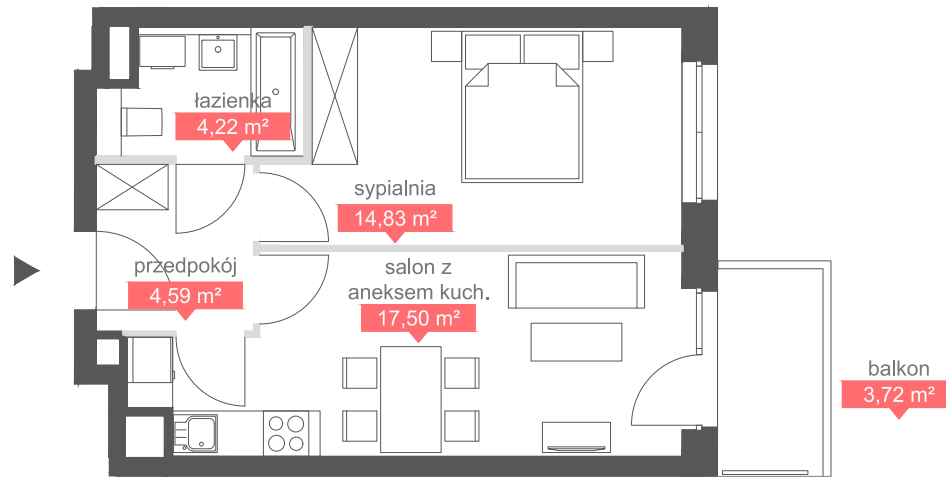 łazienka
4,22 m²
sypialnia
14,83 m²
przedpokój
4,59 m²
salon z
aneksem kuch.
17,50 m²
balkon
3,72 m²